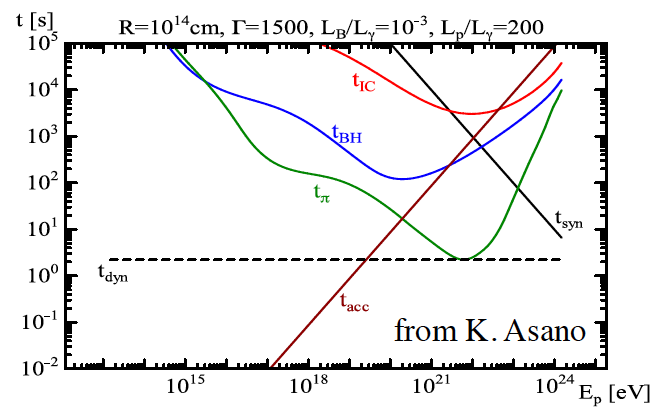 t [s]
R=10¹⁴cm, Γ=1500, L_B/L_γ=10⁻³, L_p/L_γ=200
10⁵
10⁴
10³
10²
10¹
10⁰
10⁻¹
10⁻²
t_IC
t_BH
t_π
t_syn
t_dyn
t_acc
from K. Asano
10¹⁵
10¹⁸
10²¹
10²⁴
E_p [eV]